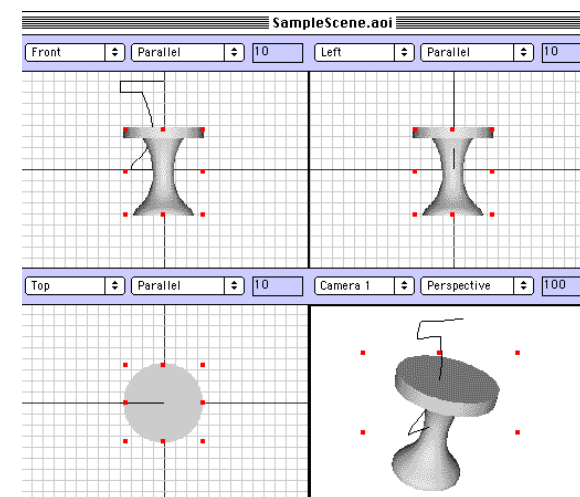 SampleScene.aoi
Front Parallel 10 Left Parallel 10
Top Parallel 10 Camera 1 Perspective 100